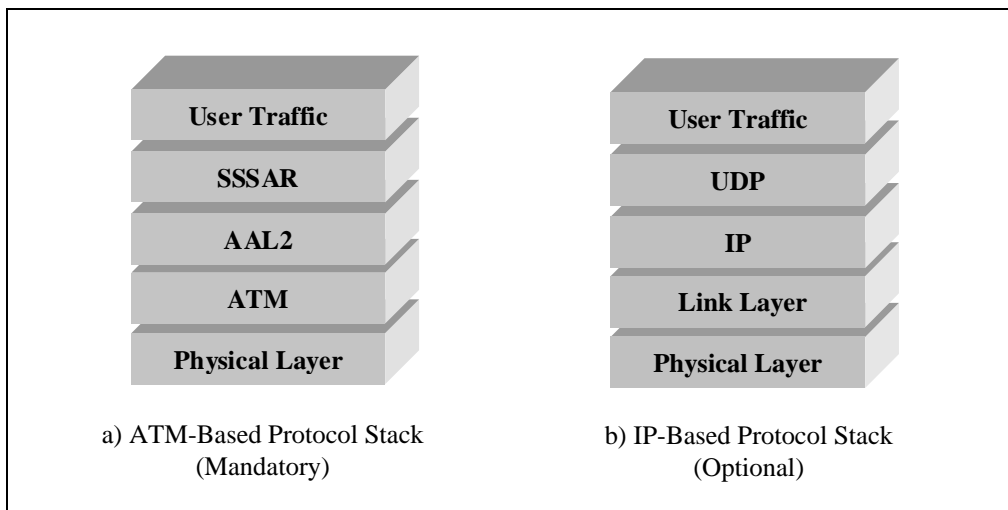 User Traffic
SSSAR
AAL2
ATM
Physical Layer
a) ATM-Based Protocol Stack
(Mandatory)
User Traffic
UDP
IP
Link Layer
Physical Layer
b) IP-Based Protocol Stack
(Optional)